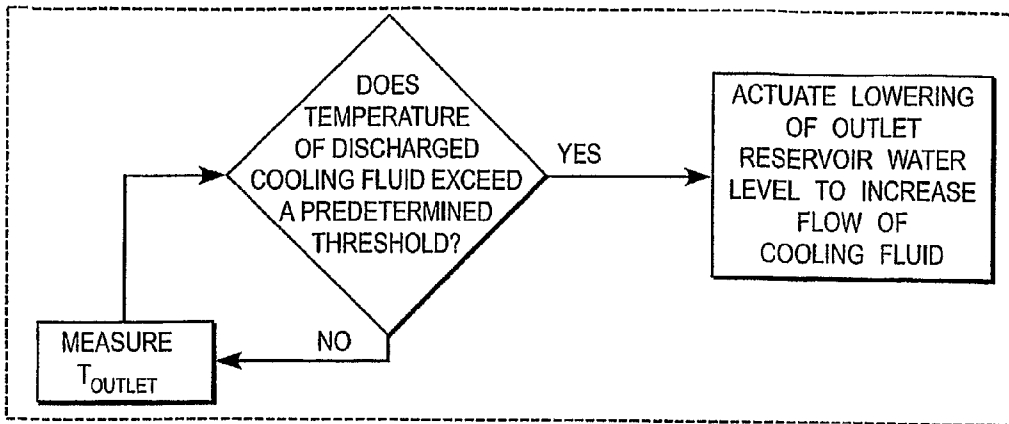 DOES
TEMPERATURE
OF DISCHARGED
COOLING FLUID EXCEED
A PREDETERMINED
THRESHOLD?
YES
ACTUATE LOWERING
OF OUTLET
RESERVOIR WATER
LEVEL TO INCREASE
FLOW OF
COOLING FLUID
NO
MEASURE
TOUTLET